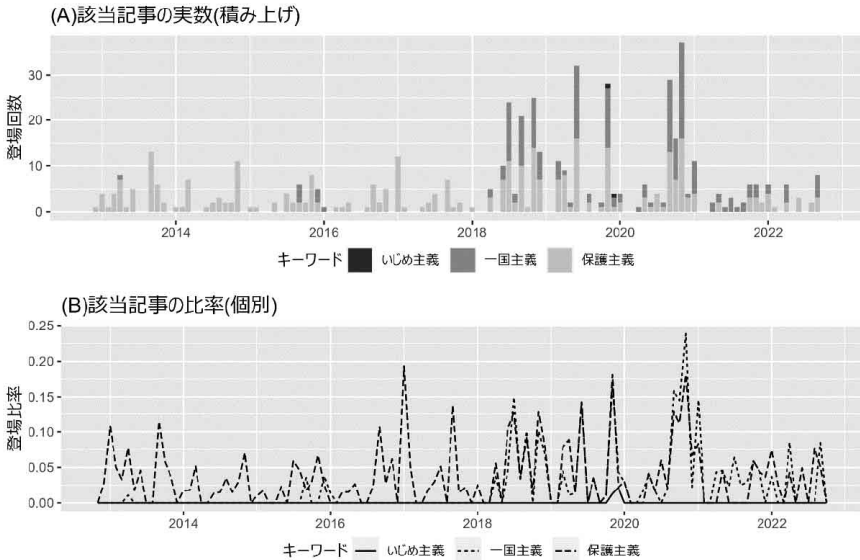 (A)該当記事の実数(積み上げ)
登場回数
30
20
10
0
2014 2016 2018 2020 2022
キーワード いじめ主義 一国主義 保護主義
(B)該当記事の比率(個別)
登場比率
0.25
0.20
0.15
0.10
0.05
0.00
2014 2016 2018 2020 2022
キーワード いじめ主義 一国主義 保護主義